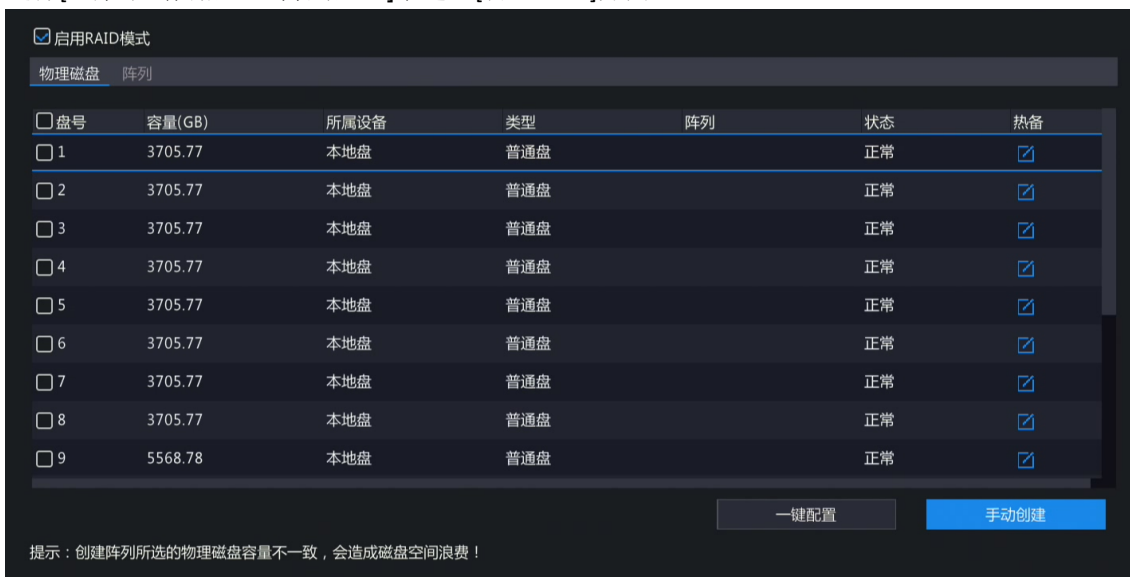 启用RAID模式
物理磁盘 阵列
盘号 容量(GB) 所属设备 类型 阵列 状态 热备
1 3705.77 本地盘 普通盘 正常
2 3705.77 本地盘 普通盘 正常
3 3705.77 本地盘 普通盘 正常
4 3705.77 本地盘 普通盘 正常
5 3705.77 本地盘 普通盘 正常
6 3705.77 本地盘 普通盘 正常
7 3705.77 本地盘 普通盘 正常
8 3705.77 本地盘 普通盘 正常
9 5568.78 本地盘 普通盘 正常
一键配置 手动创建
提示：创建阵列所选的物理磁盘容量不一致，会造成磁盘空间浪费！